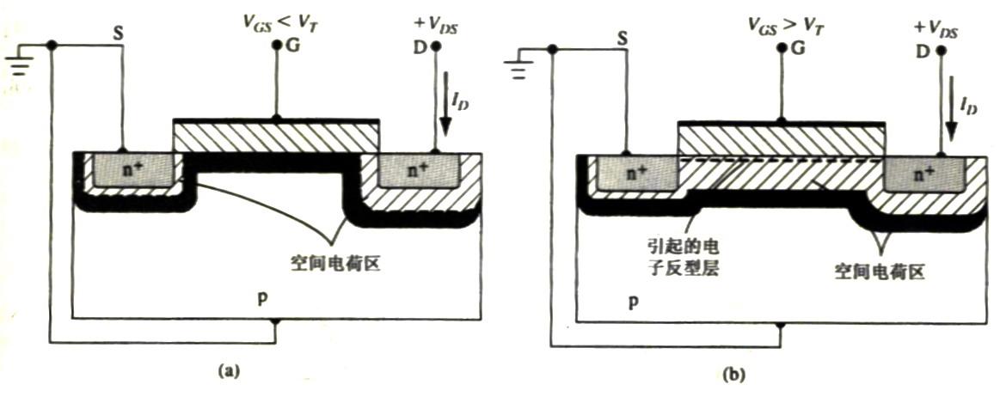 V_GS < V_T
+V_DS
S
G
D
I_D
n+
n+
空间电荷区
p
(a)
V_GS > V_T
+V_DS
S
G
D
I_D
n+
n+
引起的电
子反型层
空间电荷区
p
(b)